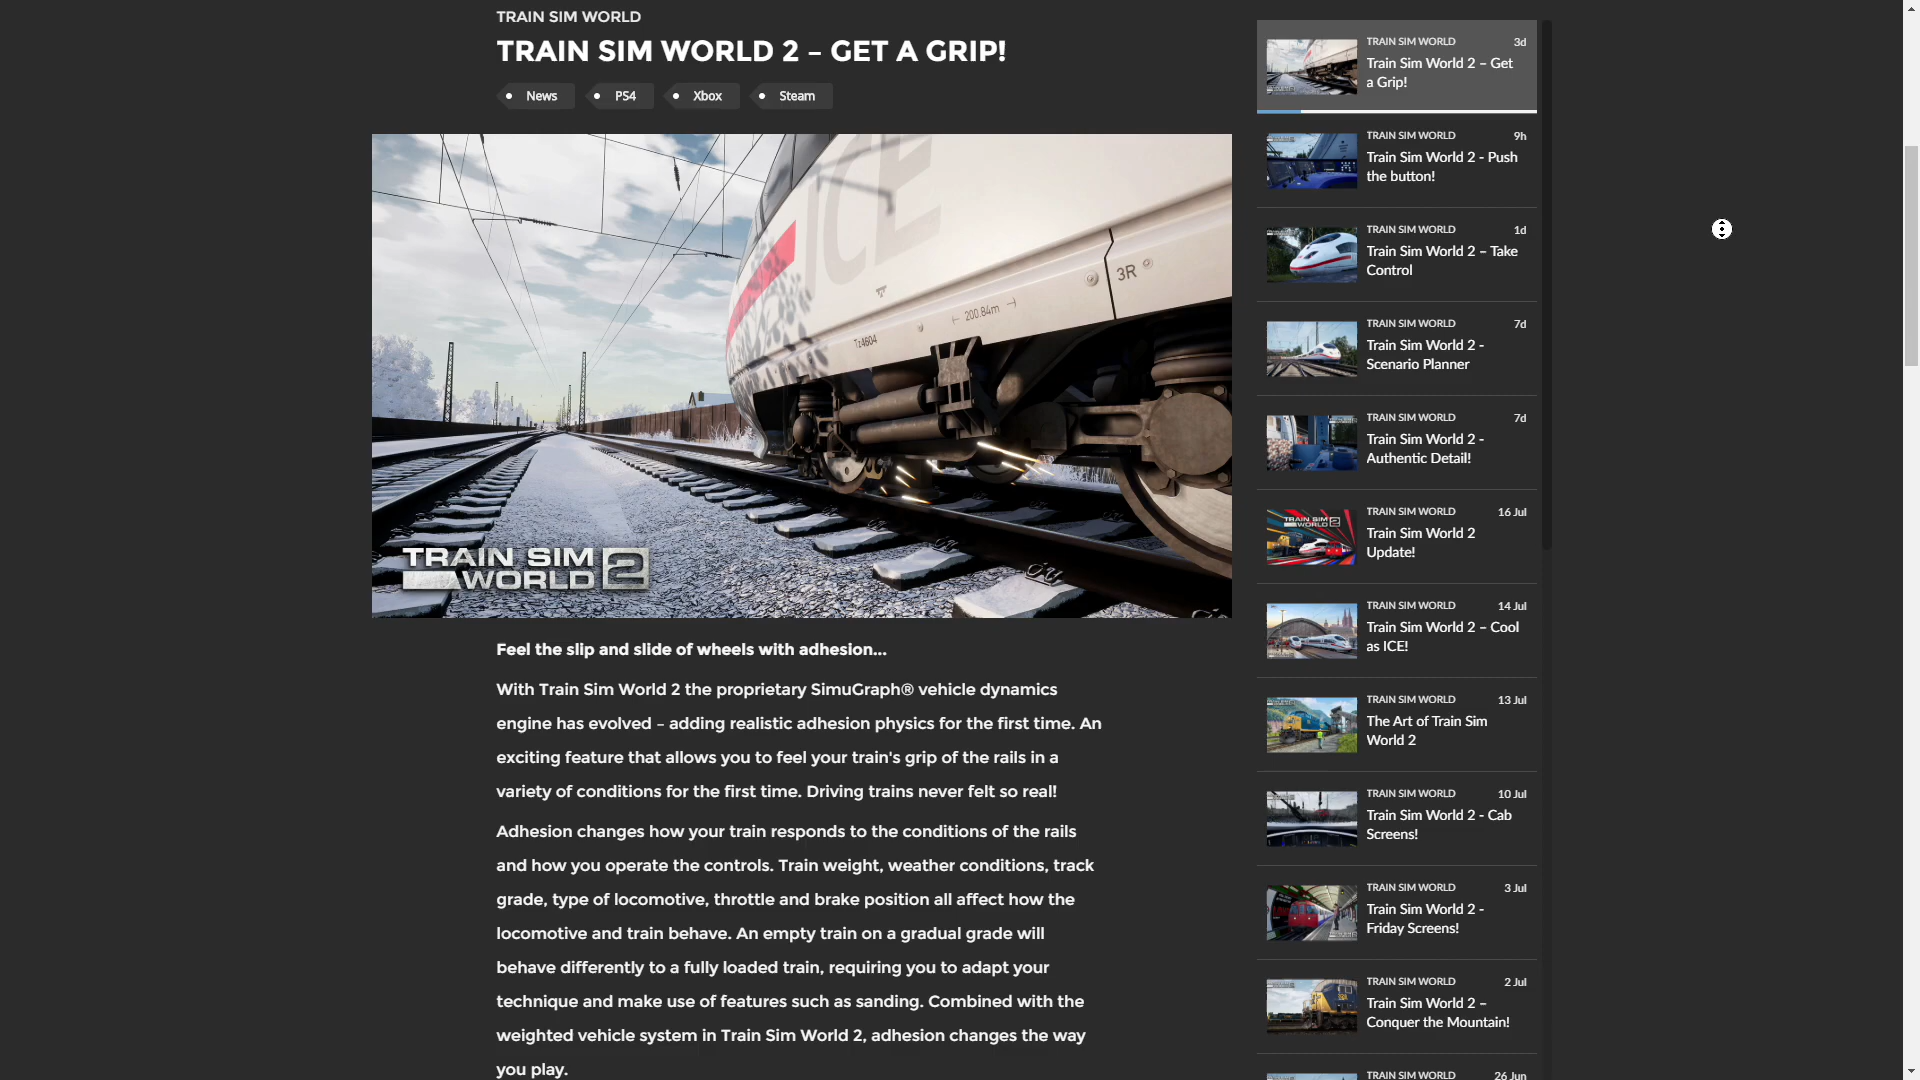 TRAIN SIM WORLD
TRAIN SIM WORLD 2 – GET A GRIP!
News
PS4
Xbox
Steam
ICE
3R
200.84m
Tz4604
TRAIN SIM
WORLD 2
Feel the slip and slide of wheels with adhesion...
With Train Sim World 2 the proprietary SimuGraph® vehicle dynamics
engine has evolved – adding realistic adhesion physics for the first time. An
exciting feature that allows you to feel your train's grip of the rails in a
variety of conditions for the first time. Driving trains never felt so real!
Adhesion changes how your train responds to the conditions of the rails
and how you operate the controls. Train weight, weather conditions, track
grade, type of locomotive, throttle and brake position all affect how the
locomotive and train behave. An empty train on a gradual grade will
behave differently to a fully loaded train, requiring you to adapt your
technique and make use of features such as sanding. Combined with the
weighted vehicle system in Train Sim World 2, adhesion changes the way
you play.
TRAIN SIM WORLD 3d
Train Sim World 2 – Get
a Grip!
TRAIN SIM WORLD 9h
Train Sim World 2 - Push
the button!
TRAIN SIM WORLD 1d
Train Sim World 2 – Take
Control
TRAIN SIM WORLD 7d
Train Sim World 2 -
Scenario Planner
TRAIN SIM WORLD 7d
Train Sim World 2 -
Authentic Detail!
TRAIN SIM
WORLD 2
TRAIN SIM WORLD 16 Jul
Train Sim World 2
Update!
TRAIN SIM WORLD 14 Jul
Train Sim World 2 – Cool
as ICE!
TRAIN SIM WORLD 13 Jul
The Art of Train Sim
World 2
TRAIN SIM WORLD 10 Jul
Train Sim World 2 - Cab
Screens!
TRAIN SIM WORLD 3 Jul
Train Sim World 2 -
Friday Screens!
TRAIN SIM WORLD 2 Jul
Train Sim World 2 –
Conquer the Mountain!
TRAIN SIM WORLD 26 Jun